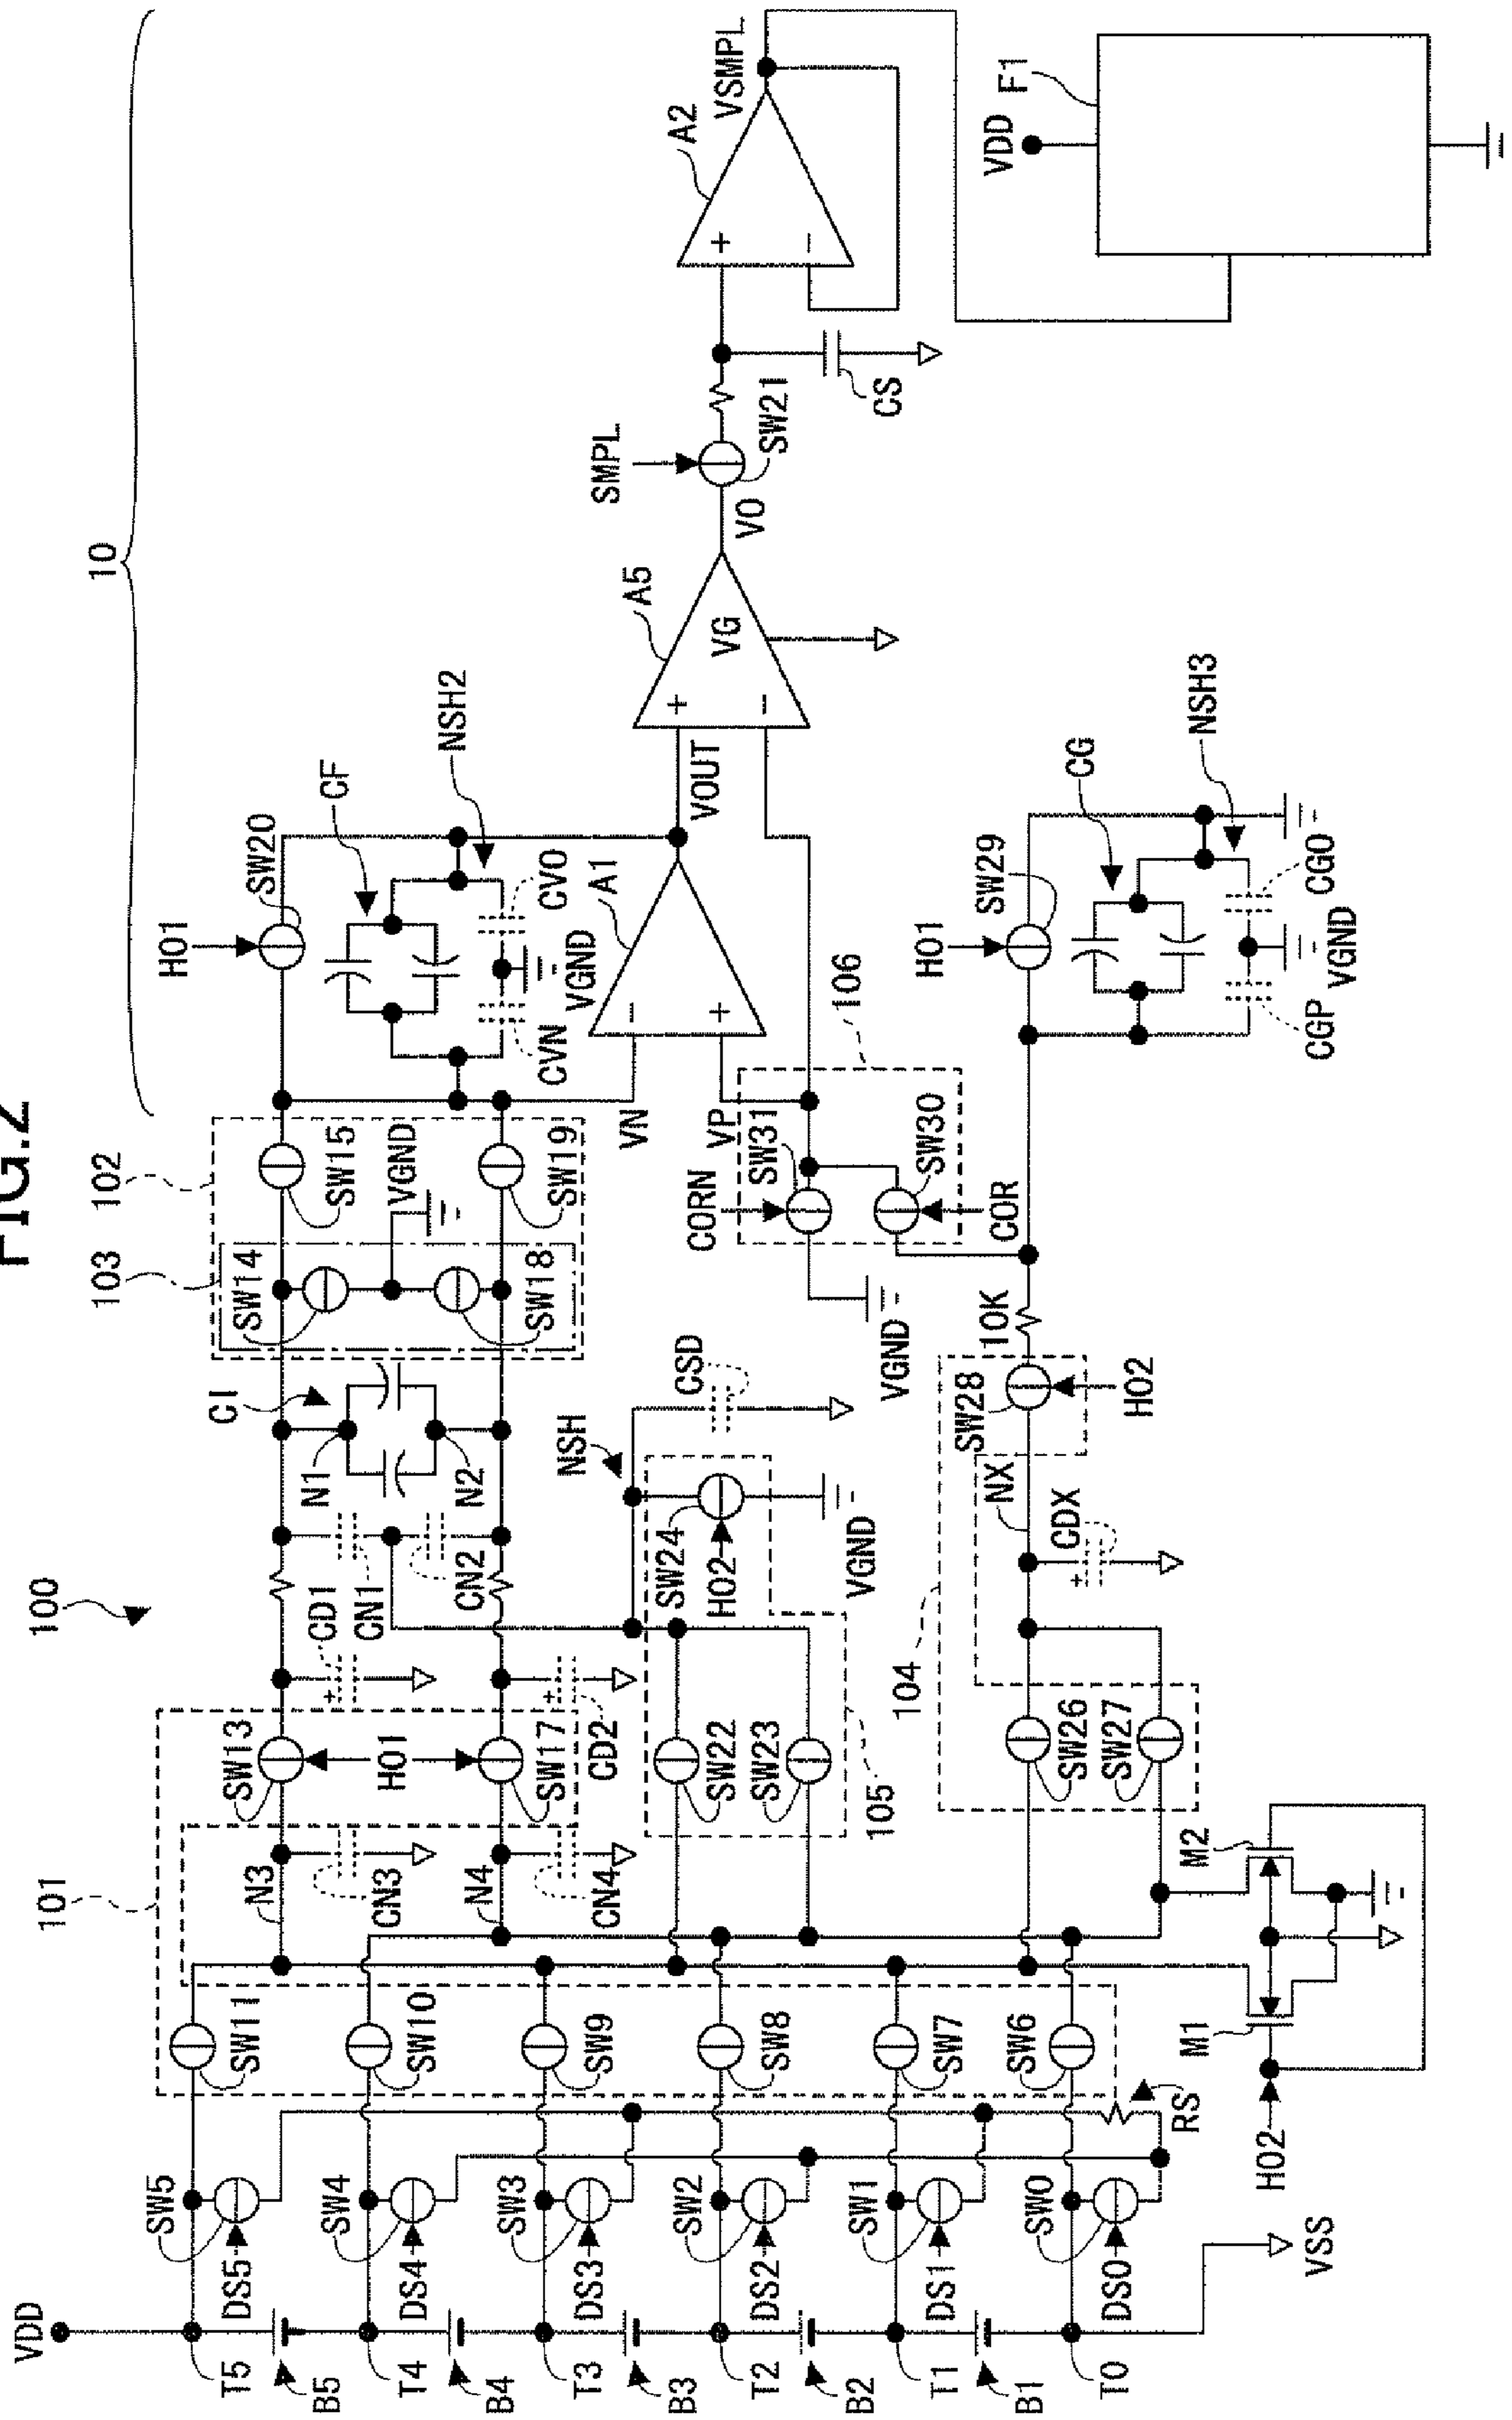 FIG.2
10
100
101
102
103
VDD
T5
B5
T4
B4
T3
B3
T2
B2
T1
B1
T0
VSS
SW5
DS5
SW4
DS4
SW3
DS3
SW2
DS2
SW1
DS1
SW0
DS0
RS
SW11
SW10
SW9
SW8
SW7
SW6
N3
CN3
N4
CN4
SW13
HO1
SW17
CD1
CD2
CN1
CN2
N1
CI
N2
SW14
SW18
VGND
SW15
SW19
HO1
SW20
CF
NSH2
CVN
VGND
CVO
VN
VP
A1
VOUT
A5
VG
+
-
+
-
VO
SMPL
SW21
CS
A2
+
-
VSMPL
VDD
F1
SW22
SW23
105
SW24
HO2
VGND
NSH
CSD
CORN
SW31
SW30
COR
106
VGND
104
SW26
SW27
NX
CDX
SW28
10K
HO2
HO1
SW29
CG
NSH3
CGP
VGND
CGO
M1
M2
HO2